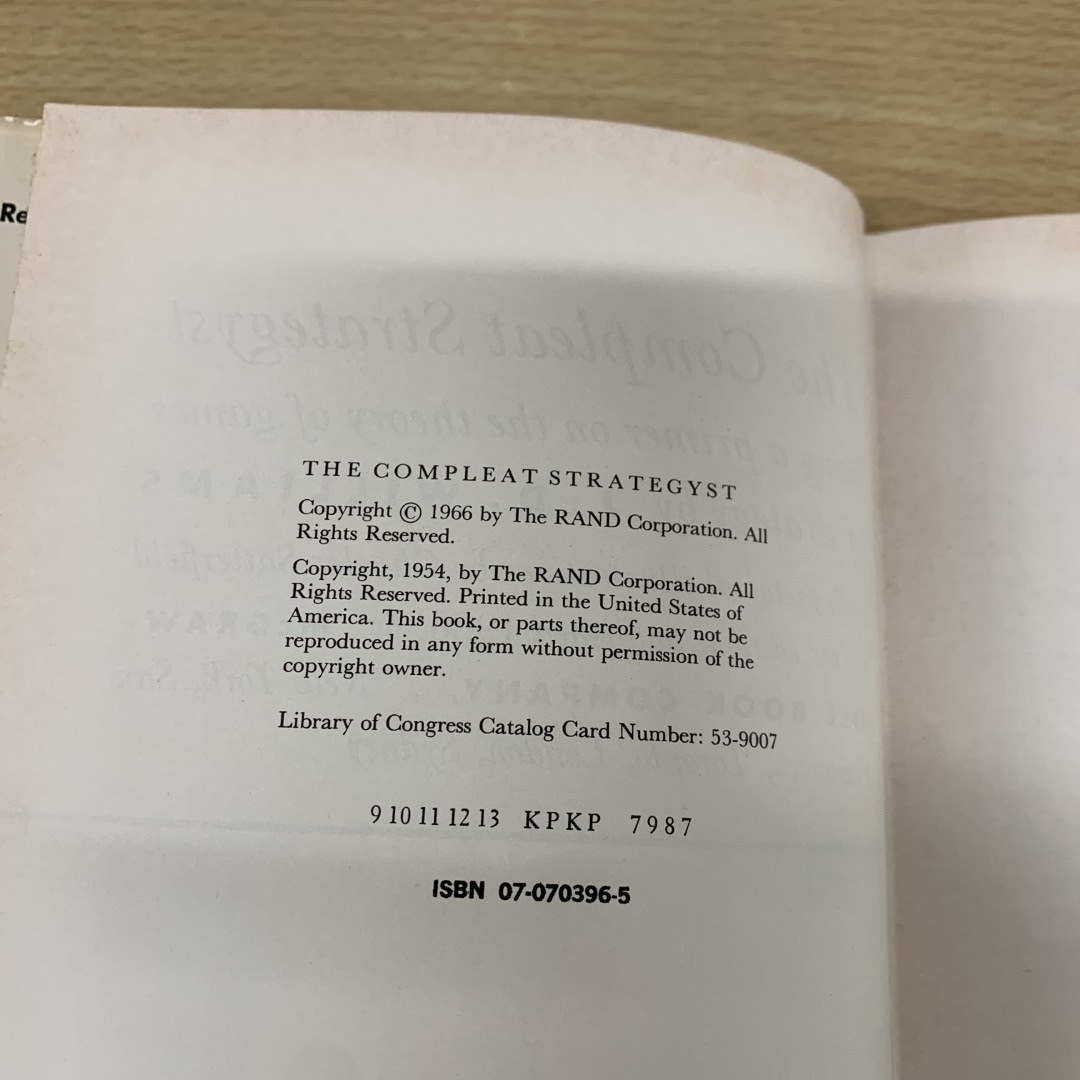 Re
THE COMPLEAT STRATEGYST
Copyright © 1966 by The RAND Corporation. All
Rights Reserved.
Copyright, 1954, by The RAND Corporation. All
Rights Reserved. Printed in the United States of
America. This book, or parts thereof, may not be
reproduced in any form without permission of the
copyright owner.
Library of Congress Catalog Card Number: 53-9007
9 10 11 12 13 KPKP 7987
ISBN 07-070396-5